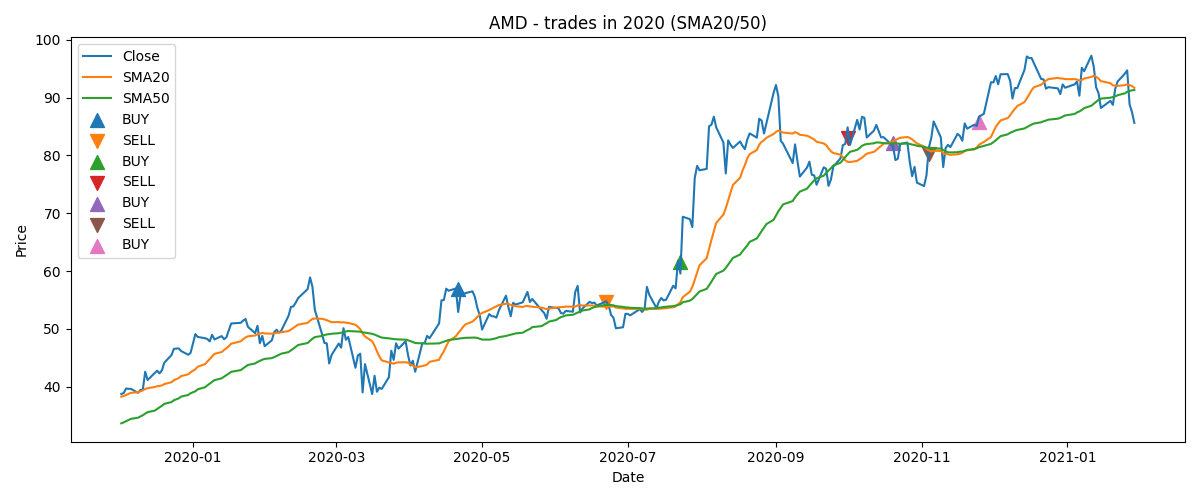 AMD - trades in 2020 (SMA20/50)
100
90
80
70
60
50
40
Price
Close
SMA20
SMA50
BUY
SELL
BUY
SELL
BUY
SELL
BUY
2020-01 2020-03 2020-05 2020-07 2020-09 2020-11 2021-01
Date